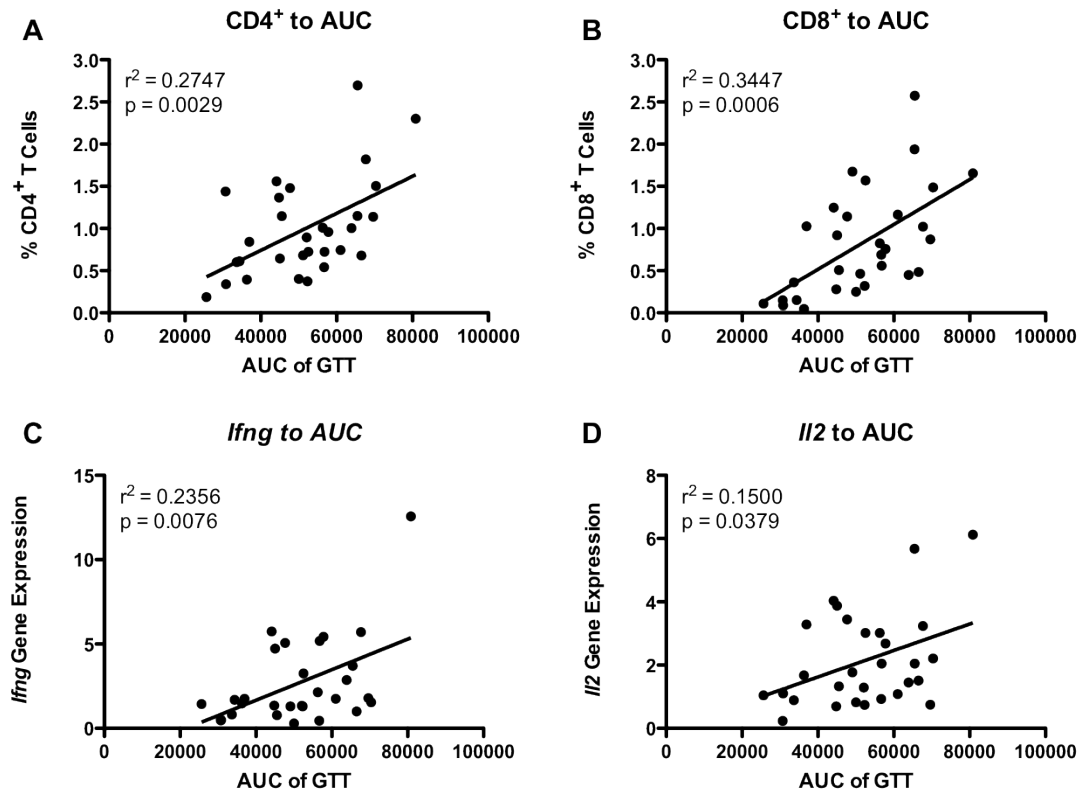 A
CD4+ to AUC
r2 = 0.2747
p = 0.0029
3.0
2.5
2.0
1.5
1.0
0.5
0.0
% CD4+ T Cells
0 20000 40000 60000 80000 100000
AUC of GTT
B
CD8+ to AUC
r2 = 0.3447
p = 0.0006
3.0
2.5
2.0
1.5
1.0
0.5
0.0
% CD8+ T Cells
0 20000 40000 60000 80000 100000
AUC of GTT
C
Ifng to AUC
r2 = 0.2356
p = 0.0076
15
10
5
0
Ifng Gene Expression
0 20000 40000 60000 80000 100000
AUC of GTT
D
Il2 to AUC
r2 = 0.1500
p = 0.0379
8
6
4
2
0
Il2 Gene Expression
0 20000 40000 60000 80000 100000
AUC of GTT